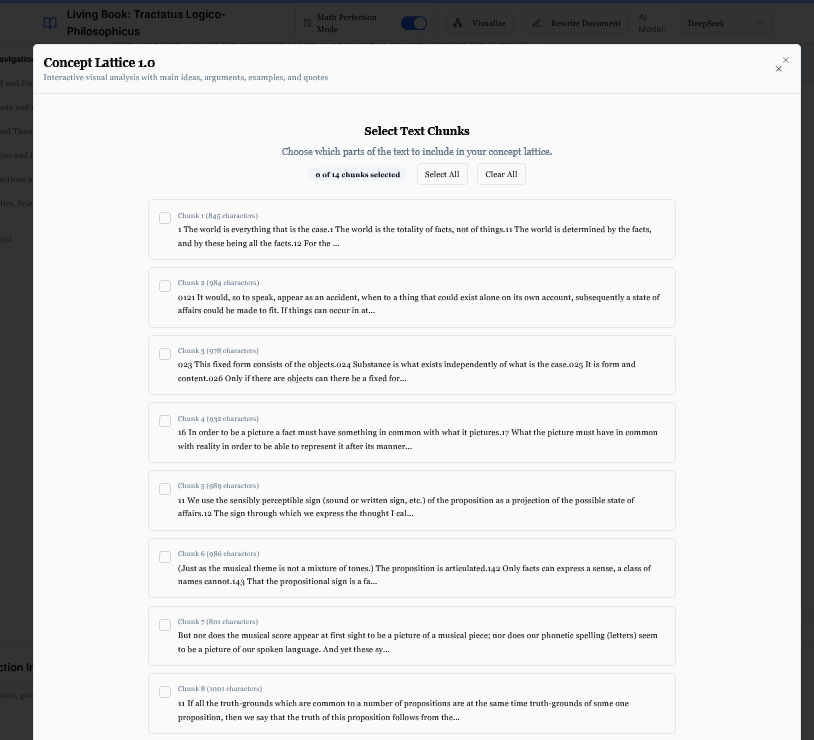 Living Book: Tractatus Logico-
Philosophicus
Math Perfection
Mode
Visualize
Rewrite Document
AI
Model:
DeepSeek
Concept Lattice 1.0
Interactive visual analysis with main ideas, arguments, examples, and quotes
×
×
Select Text Chunks
Choose which parts of the text to include in your concept lattice.
0 of 14 chunks selected
Select All
Clear All
Chunk 1 (845 characters)
1 The world is everything that is the case.1 The world is the totality of facts, not of things.11 The world is determined by the facts,
and by these being all the facts.12 For the ...
Chunk 2 (984 characters)
0121 It would, so to speak, appear as an accident, when to a thing that could exist alone on its own account, subsequently a state of
affairs could be made to fit. If things can occur in at...
Chunk 3 (978 characters)
023 This fixed form consists of the objects.024 Substance is what exists independently of what is the case.025 It is form and
content.026 Only if there are objects can there be a fixed for...
Chunk 4 (932 characters)
16 In order to be a picture a fact must have something in common with what it pictures.17 What the picture must have in common
with reality in order to be able to represent it after its manner...
Chunk 5 (989 characters)
11 We use the sensibly perceptible sign (sound or written sign, etc.) of the proposition as a projection of the possible state of
affairs.12 The sign through which we express the thought I cal...
Chunk 6 (986 characters)
(Just as the musical theme is not a mixture of tones.) The proposition is articulated.142 Only facts can express a sense, a class of
names cannot.143 That the propositional sign is a fa...
Chunk 7 (801 characters)
But nor does the musical score appear at first sight to be a picture of a musical piece; nor does our phonetic spelling (letters) seem
to be a picture of our spoken language. And yet these sy...
Chunk 8 (1001 characters)
11 If all the truth-grounds which are common to a number of propositions are at the same time truth-grounds of some one
proposition, then we say that the truth of this proposition follows from the...